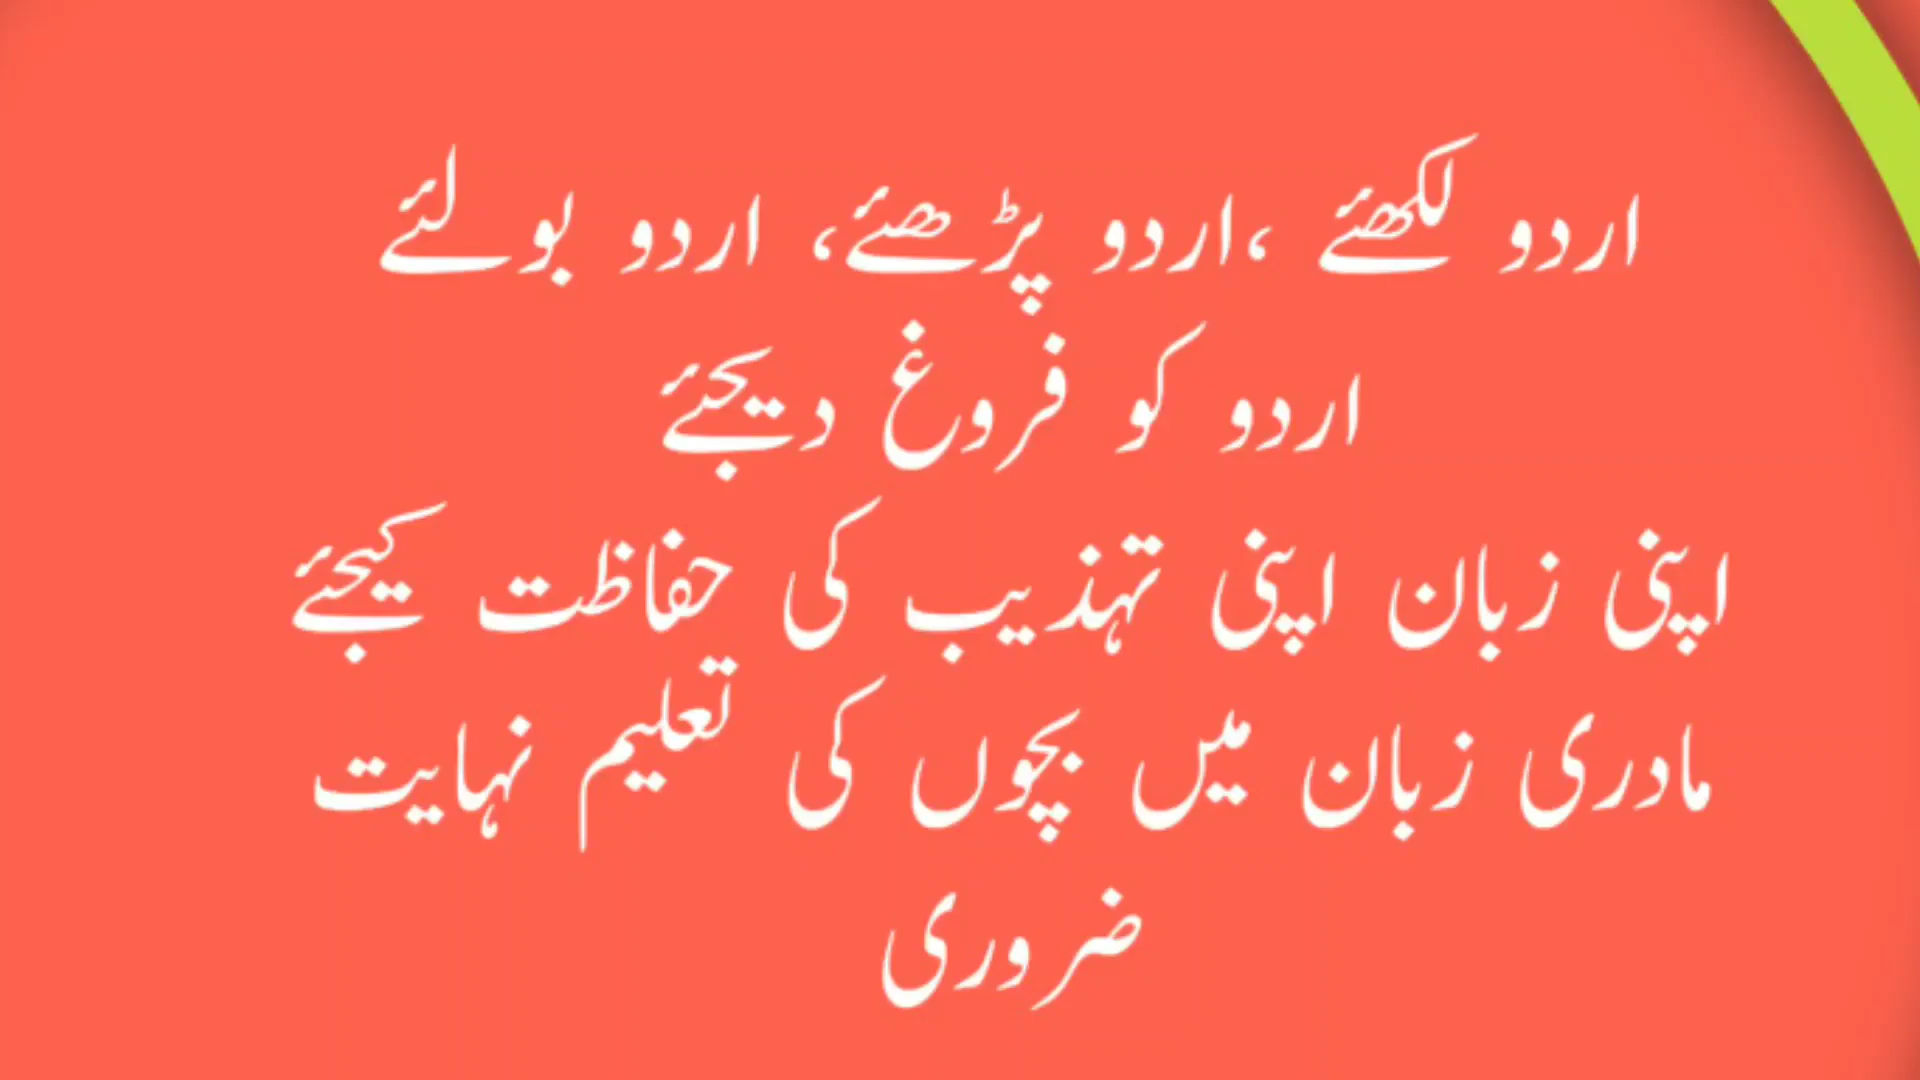 اردو لکھئے ،اردو پڑھئے، اردو بولئے
اردو کو فروغ دیجئے
اپنی زبان اپنی تہذیب کی حفاظت کیجئے
مادری زبان میں بچوں کی تعلیم نہایت
ضروری